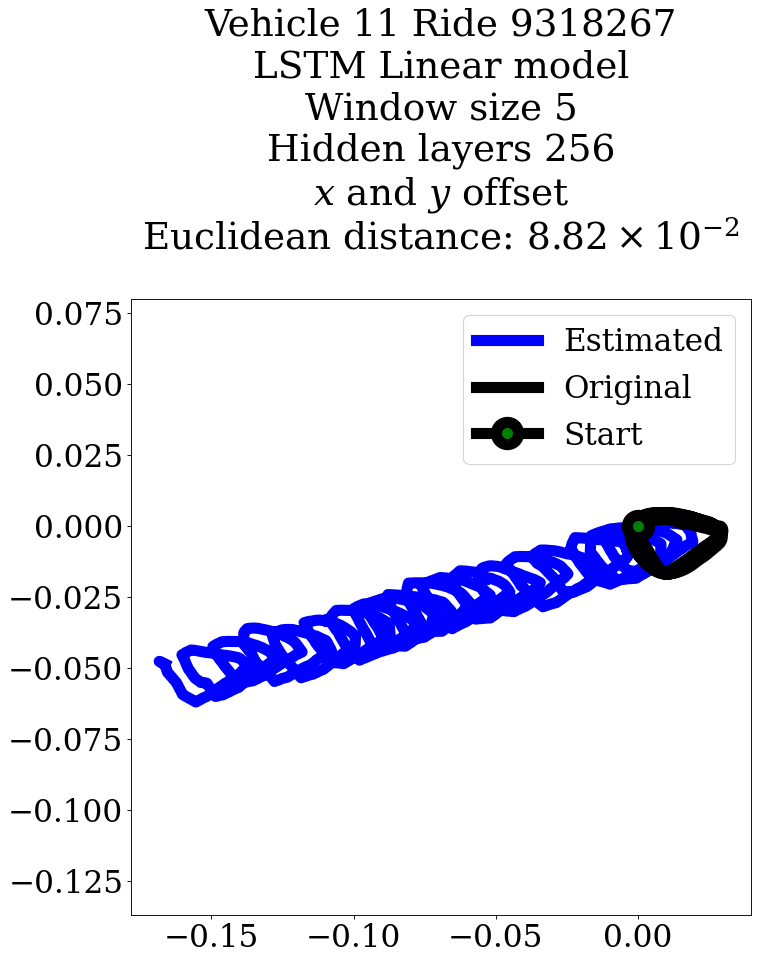 Vehicle 11 Ride 9318267
LSTM Linear model
Window size 5
Hidden layers 256
x and y offset
Euclidean distance: 8.82 × 10⁻²
Estimated
Original
Start
0.075
0.050
0.025
0.000
−0.025
−0.050
−0.075
−0.100
−0.125
−0.15 −0.10 −0.05 0.00